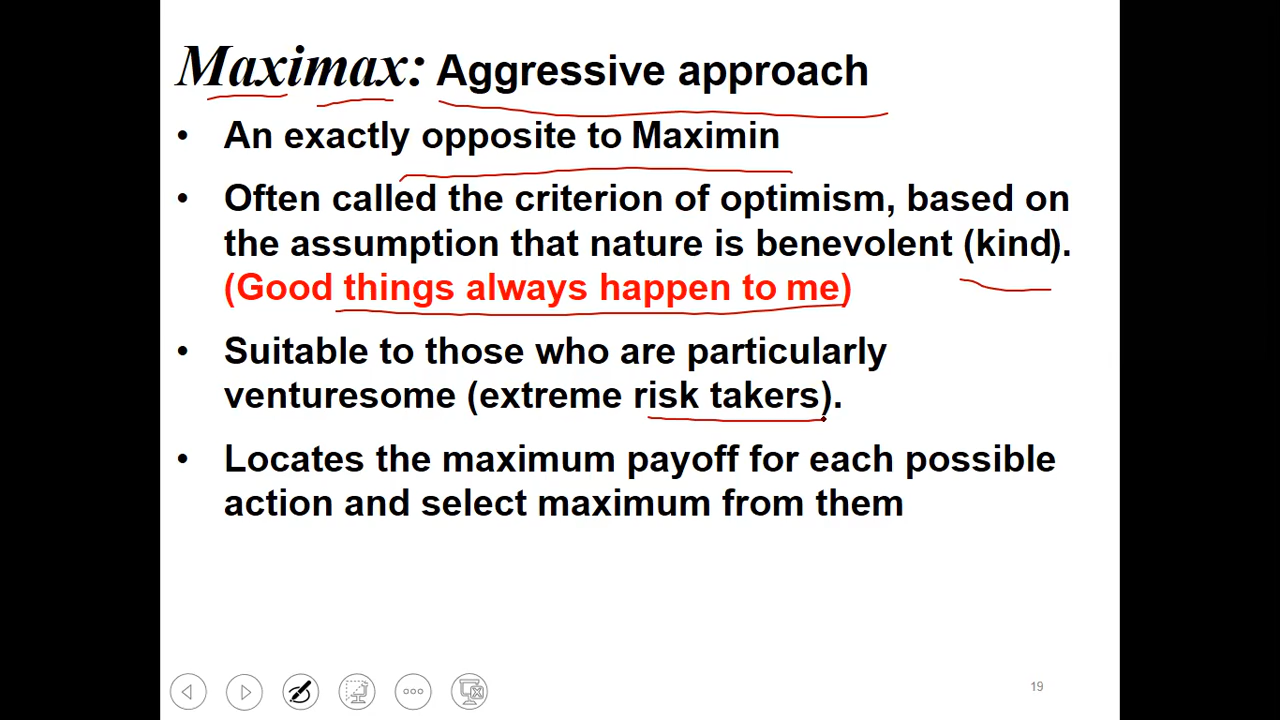 Maximax: Aggressive approach
• An exactly opposite to Maximin
• Often called the criterion of optimism, based on
the assumption that nature is benevolent (kind).
(Good things always happen to me)
• Suitable to those who are particularly
venturesome (extreme risk takers).
• Locates the maximum payoff for each possible
action and select maximum from them
19